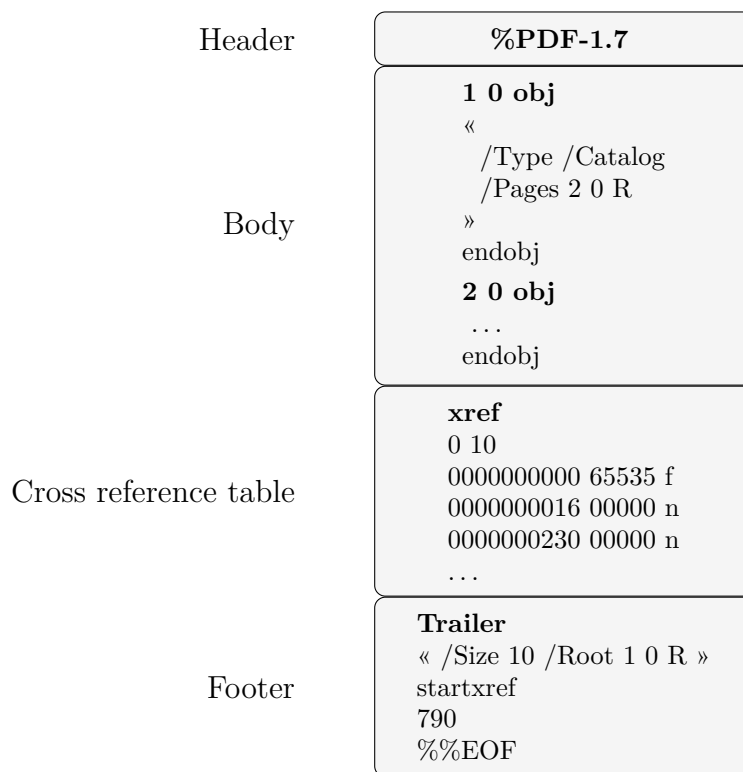 Header
%PDF-1.7
Body
1 0 obj
«
/Type /Catalog
/Pages 2 0 R
»
endobj
2 0 obj
...
endobj
Cross reference table
xref
0 10
0000000000 65535 f
0000000016 00000 n
0000000230 00000 n
...
Footer
Trailer
« /Size 10 /Root 1 0 R »
startxref
790
%%EOF